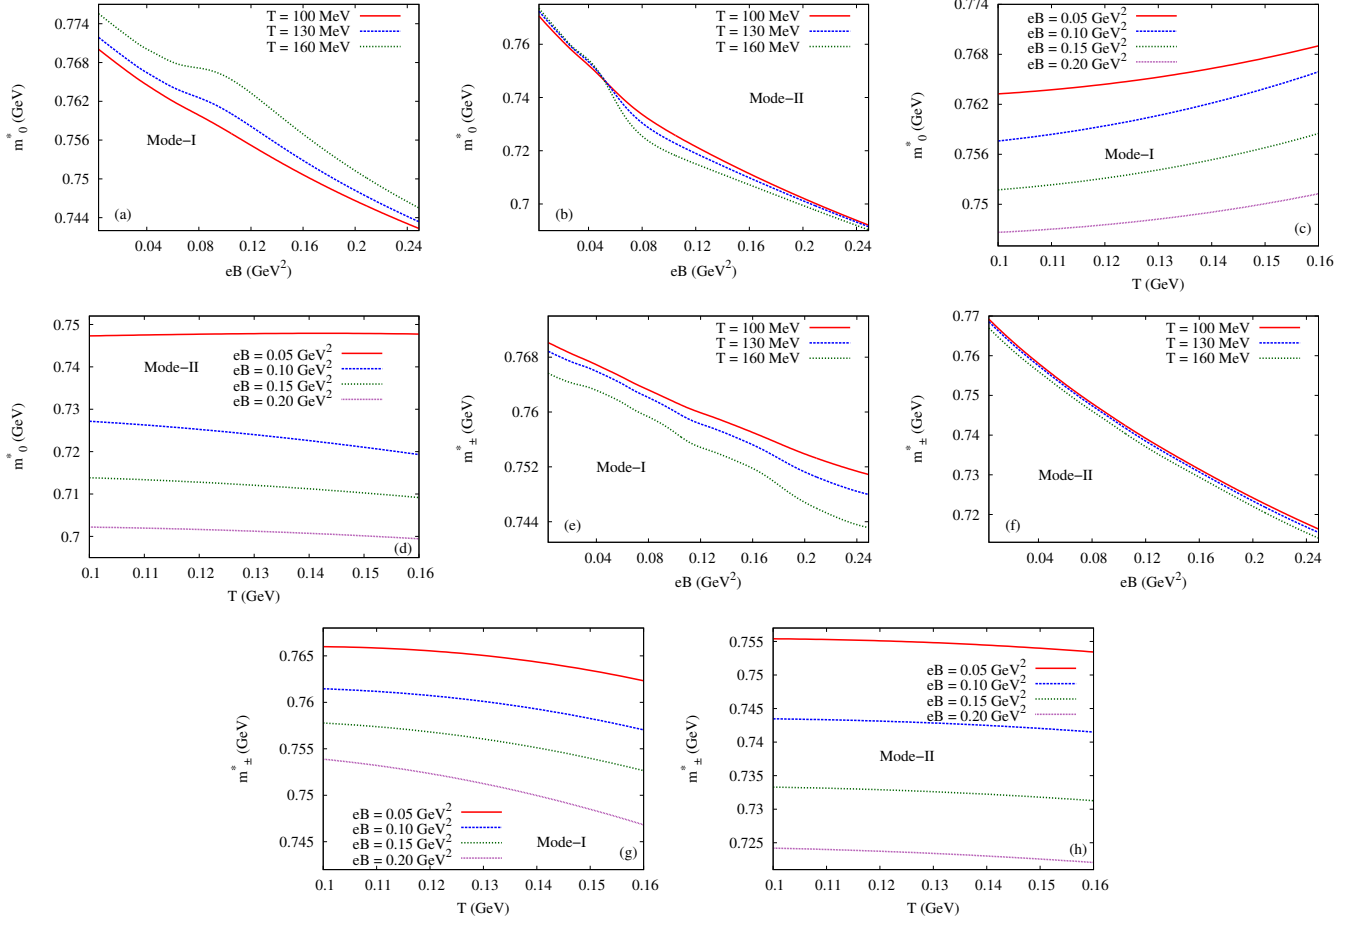 0.774
0.768
0.762
0.756
0.75
0.744
m*0 (GeV)
T = 100 MeV
T = 130 MeV
T = 160 MeV
Mode-I
(a)
0.04 0.08 0.12 0.16 0.2 0.24
eB (GeV²)
0.76
0.74
0.72
0.7
m*0 (GeV)
T = 100 MeV
T = 130 MeV
T = 160 MeV
Mode-II
(b)
0.04 0.08 0.12 0.16 0.2 0.24
eB (GeV²)
0.774
0.768
0.762
0.756
0.75
m*0 (GeV)
eB = 0.05 GeV²
eB = 0.10 GeV²
eB = 0.15 GeV²
eB = 0.20 GeV²
Mode-I
(c)
0.1 0.11 0.12 0.13 0.14 0.15 0.16
T (GeV)
0.75
0.74
0.73
0.72
0.71
0.7
m*0 (GeV)
Mode-II
eB = 0.05 GeV²
eB = 0.10 GeV²
eB = 0.15 GeV²
eB = 0.20 GeV²
(d)
0.1 0.11 0.12 0.13 0.14 0.15 0.16
T (GeV)
0.768
0.76
0.752
0.744
m*± (GeV)
T = 100 MeV
T = 130 MeV
T = 160 MeV
Mode-I
(e)
0.04 0.08 0.12 0.16 0.2 0.24
eB (GeV²)
0.77
0.76
0.75
0.74
0.73
0.72
m*± (GeV)
T = 100 MeV
T = 130 MeV
T = 160 MeV
Mode-II
(f)
0.04 0.08 0.12 0.16 0.2 0.24
eB (GeV²)
0.765
0.76
0.755
0.75
0.745
m*± (GeV)
eB = 0.05 GeV²
eB = 0.10 GeV²
eB = 0.15 GeV²
eB = 0.20 GeV²
Mode-I
(g)
0.1 0.11 0.12 0.13 0.14 0.15 0.16
T (GeV)
0.755
0.75
0.745
0.74
0.735
0.73
0.725
m*± (GeV)
eB = 0.05 GeV²
eB = 0.10 GeV²
eB = 0.15 GeV²
eB = 0.20 GeV²
Mode-II
(h)
0.1 0.11 0.12 0.13 0.14 0.15 0.16
T (GeV)